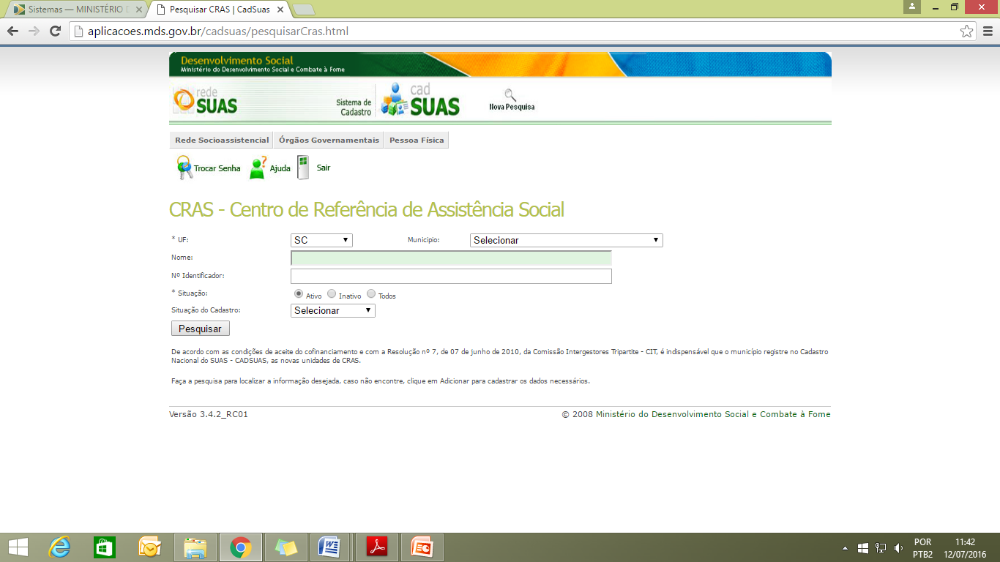 Sistemas — MINISTÉRIO D
Pesquisar CRAS | CadSuas
aplicacoes.mds.gov.br/cadsuas/pesquisarCras.html
Desenvolvimento Social
Ministério do Desenvolvimento Social e Combate à Fome
rede
SUAS
Sistema de
Cadastro
cad
SUAS
Nova Pesquisa
Rede Socioassistencial
Órgãos Governamentais
Pessoa Física
Trocar Senha
Ajuda
Sair
CRAS - Centro de Referência de Assistência Social
* UF: SC Municipio: Selecionar
Nome:
Nº Identificador:
* Situação: Ativo Inativo Todos
Situação do Cadastro: Selecionar
Pesquisar
De acordo com as condições de aceite do cofinanciamento e com a Resolução nº 7, de 07 de junho de 2010, da Comissão Intergestores Tripartite - CIT, é indispensável que o município registre no Cadastro
Nacional do SUAS - CADSUAS, as novas unidades de CRAS.
Faça a pesquisa para localizar a informação desejada, caso não encontre, clique em Adicionar para cadastrar os dados necessários.
Versão 3.4.2_RC01
© 2008 Ministério do Desenvolvimento Social e Combate à Fome
POR 11:42
PTB2 12/07/2016